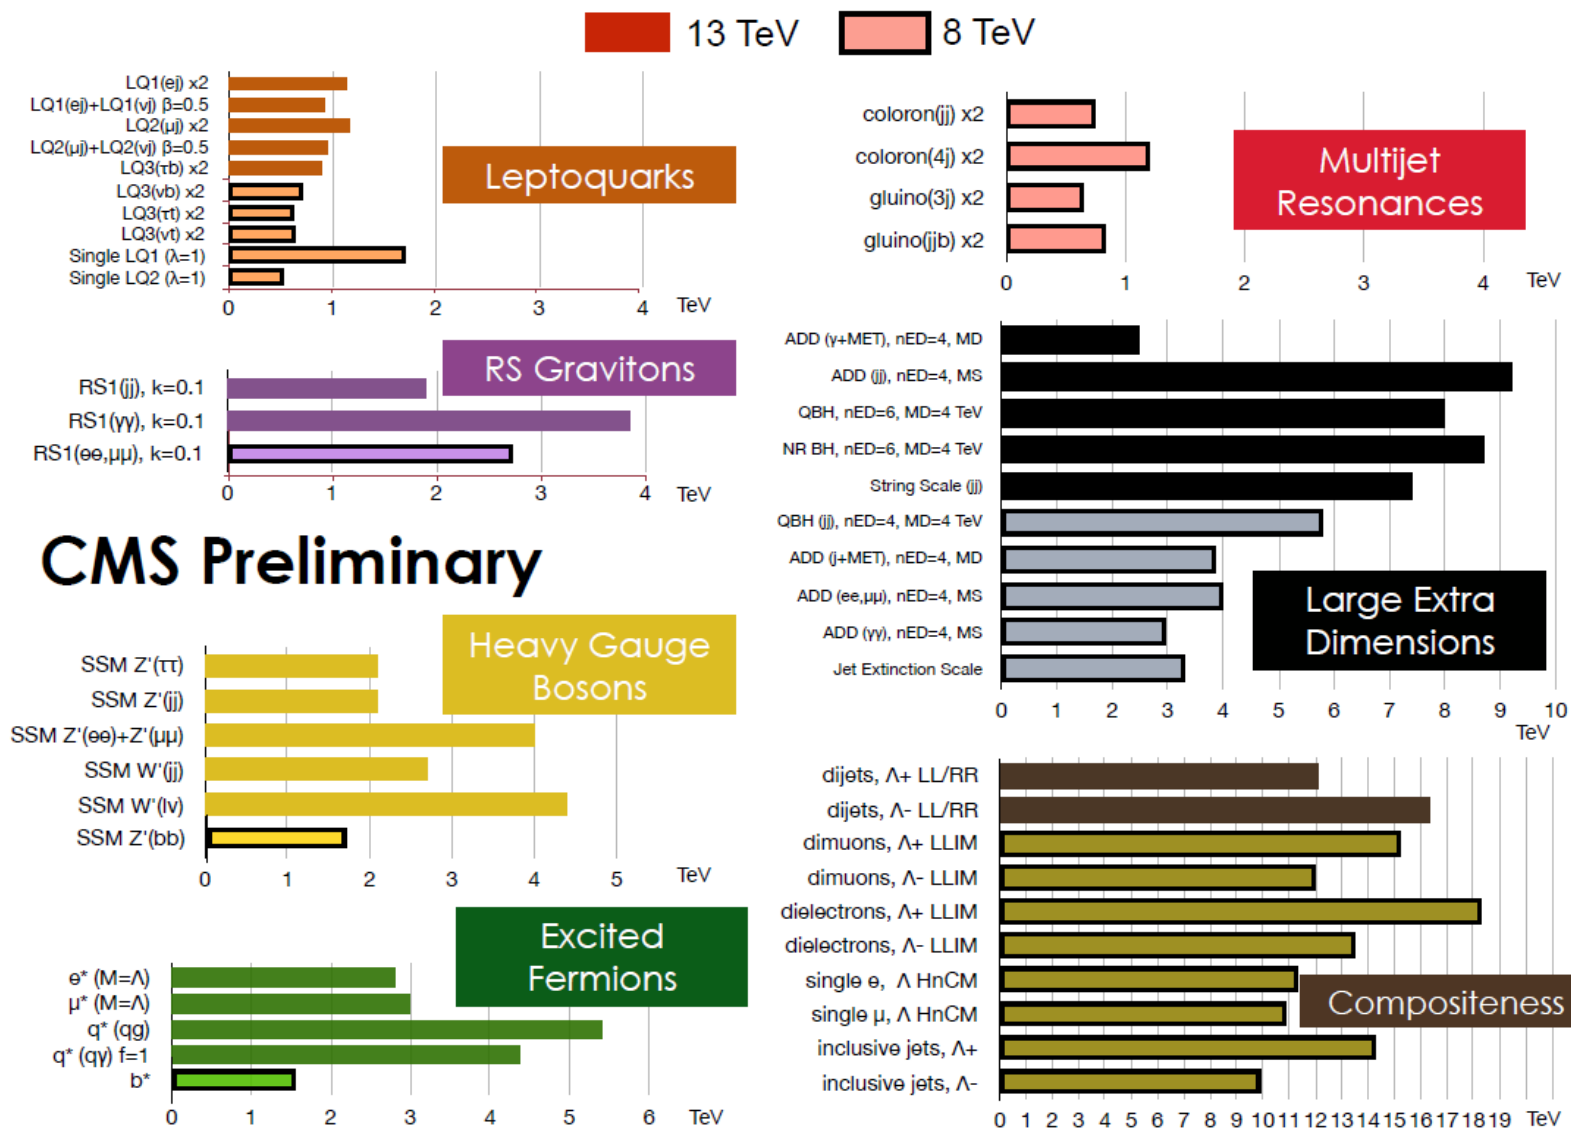 13 TeV
8 TeV
LQ1(ej) x2
LQ1(ej)+LQ1(νj) β=0.5
LQ2(μj) x2
LQ2(μj)+LQ2(νj) β=0.5
LQ3(τb) x2
LQ3(νb) x2
LQ3(τt) x2
LQ3(νt) x2
Single LQ1 (λ=1)
Single LQ2 (λ=1)
0 1 2 3 4 TeV
Leptoquarks
RS Gravitons
RS1(jj), k=0.1
RS1(γγ), k=0.1
RS1(ee,μμ), k=0.1
0 1 2 3 4 TeV
CMS Preliminary
Heavy Gauge
Bosons
SSM Z'(ττ)
SSM Z'(jj)
SSM Z'(ee)+Z'(μμ)
SSM W'(jj)
SSM W'(lν)
SSM Z'(bb)
0 1 2 3 4 5 TeV
Excited
Fermions
e* (M=Λ)
μ* (M=Λ)
q* (qg)
q* (qγ) f=1
b*
0 1 2 3 4 5 6 TeV
coloron(jj) x2
coloron(4j) x2
gluino(3j) x2
gluino(jjb) x2
0 1 2 3 4 TeV
Multijet
Resonances
ADD (γ+MET), nED=4, MD
ADD (jj), nED=4, MS
QBH, nED=6, MD=4 TeV
NR BH, nED=6, MD=4 TeV
String Scale (jj)
QBH (jj), nED=4, MD=4 TeV
ADD (j+MET), nED=4, MD
ADD (ee,μμ), nED=4, MS
ADD (γγ), nED=4, MS
Jet Extinction Scale
0 1 2 3 4 5 6 7 8 9 10
TeV
Large Extra
Dimensions
dijets, Λ+ LL/RR
dijets, Λ- LL/RR
dimuons, Λ+ LLIM
dimuons, Λ- LLIM
dielectrons, Λ+ LLIM
dielectrons, Λ- LLIM
single e, Λ HnCM
single μ, Λ HnCM
inclusive jets, Λ+
inclusive jets, Λ-
0 1 2 3 4 5 6 7 8 9 10 11 12 13 14 15 16 17 18 19 TeV
Compositeness